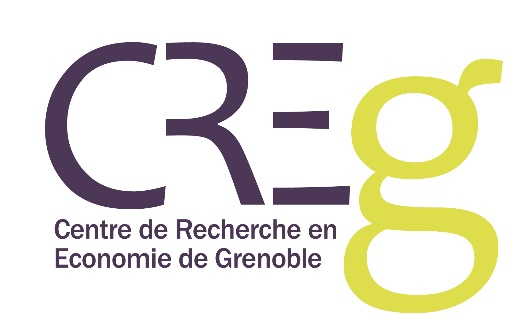 CREg
Centre de Recherche en
Economie de Grenoble